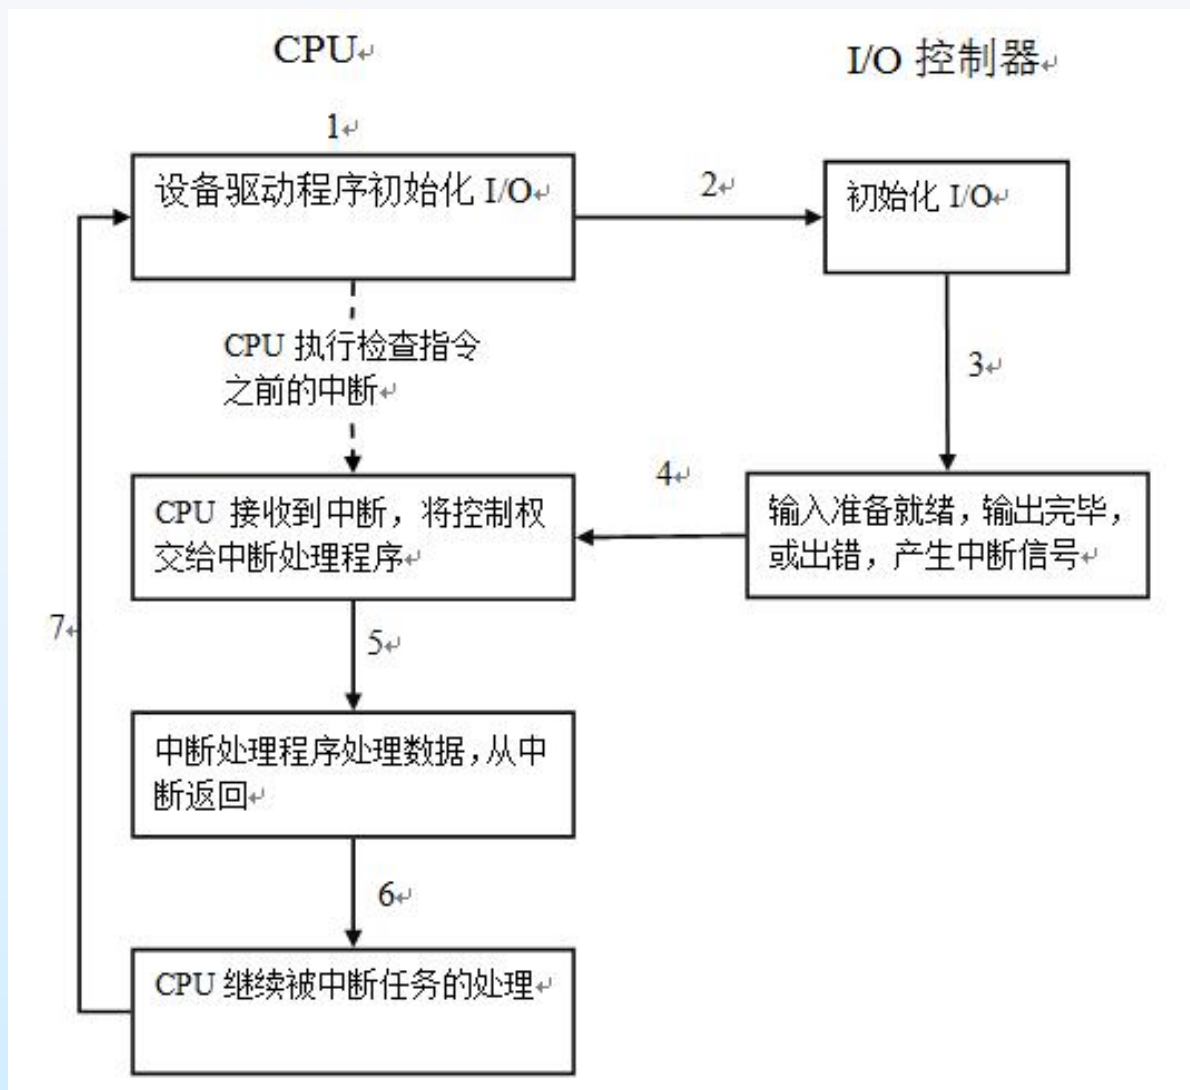 CPU
I/O 控制器
1
设备驱动程序初始化 I/O
2
初始化 I/O
CPU 执行检查指令
之前的中断
3
4
CPU 接收到中断，将控制权
交给中断处理程序
输入准备就绪，输出完毕，
或出错，产生中断信号
7
5
中断处理程序处理数据，从中
断返回
6
CPU 继续被中断任务的处理